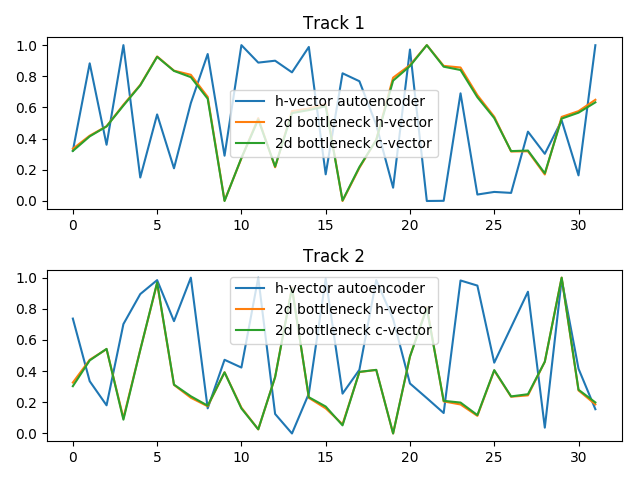 Track 1
1.0
0.8
0.6
0.4
0.2
0.0
h-vector autoencoder
2d bottleneck h-vector
2d bottleneck c-vector
0 5 10 15 20 25 30
Track 2
1.0
0.8
0.6
0.4
0.2
0.0
h-vector autoencoder
2d bottleneck h-vector
2d bottleneck c-vector
0 5 10 15 20 25 30